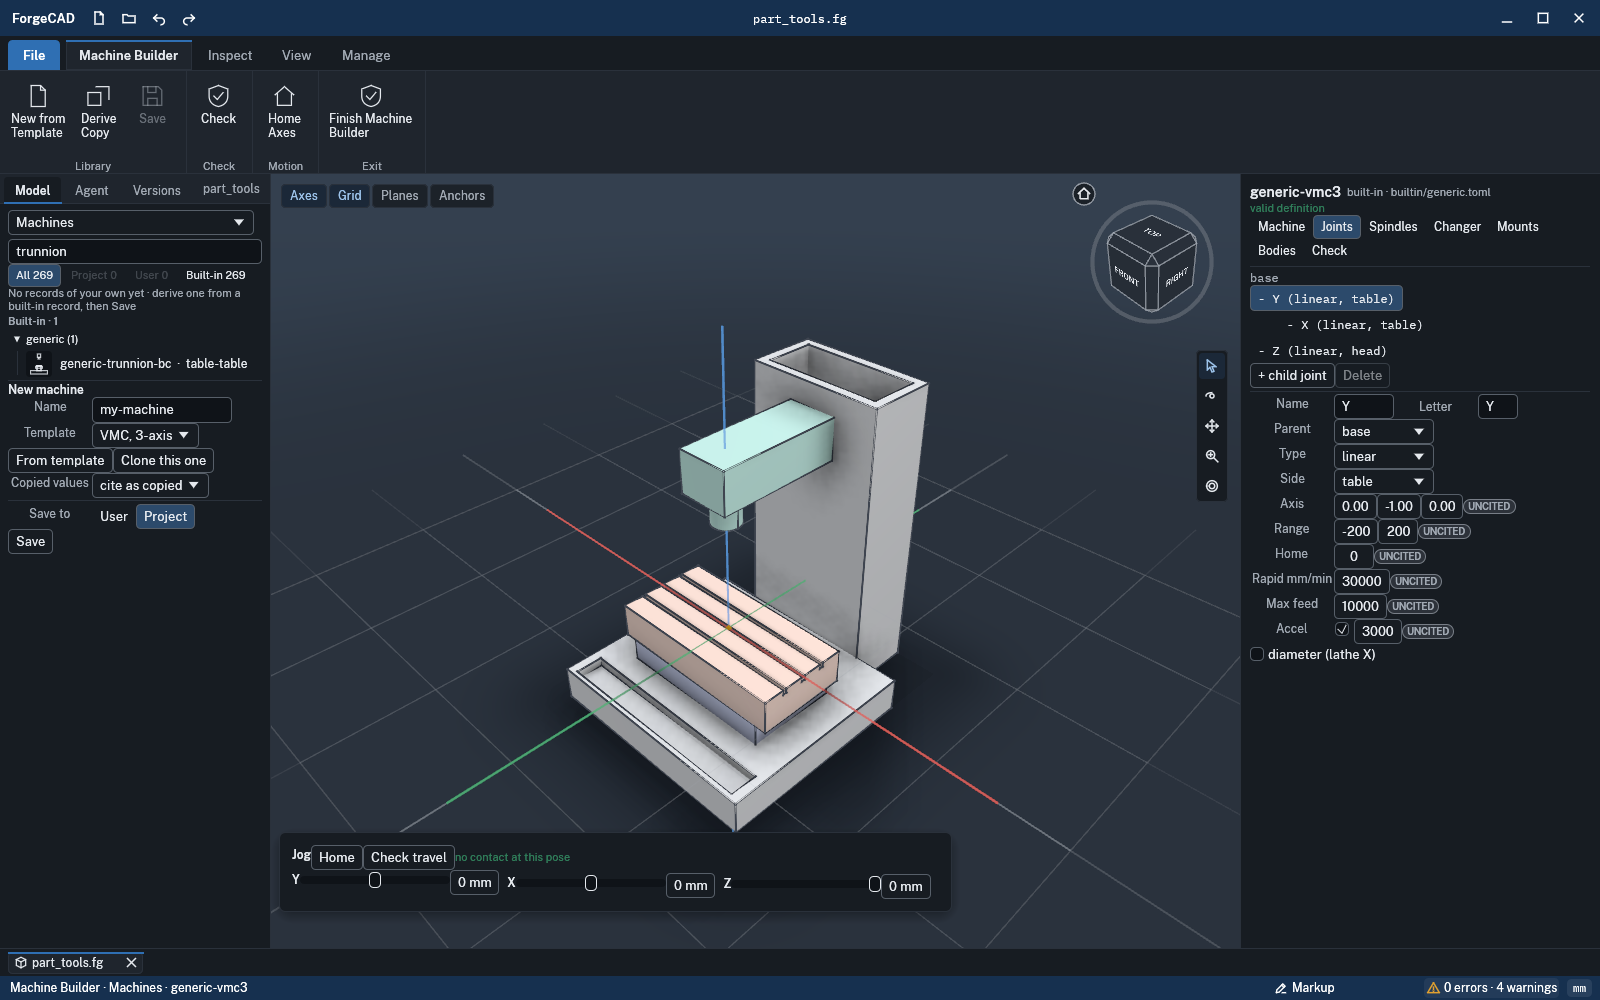 ForgeCAD
part_tools.fg
File
Machine Builder
Inspect
View
Manage
New from Template
Derive Copy
Save
Check
Home Axes
Finish Machine Builder
Library
Check
Motion
Exit
Model
Agent
Versions
part_tools
Machines
trunnion
All 269
Project 0
User 0
Built-in 269
No records of your own yet · derive one from a
built-in record, then Save
Built-in · 1
generic (1)
generic-trunnion-bc · table-table
New machine
Name
my-machine
Template
VMC, 3-axis
From template
Clone this one
Copied values
cite as copied
Save to
User
Project
Save
Axes
Grid
Planes
Anchors
TOP
FRONT
RIGHT
Jog
Home
Check travel
no contact at this pose
Y
0 mm
X
0 mm
Z
0 mm
generic-vmc3
built-in · builtin/generic.toml
valid definition
Machine
Joints
Spindles
Changer
Mounts
Bodies
Check
base
- Y (linear, table)
- X (linear, table)
- Z (linear, head)
+ child joint
Delete
Name
Y
Letter
Y
Parent
base
Type
linear
Side
table
Axis
0.00
-1.00
0.00
UNCITED
Range
-200
200
UNCITED
Home
0
UNCITED
Rapid mm/min
30000
UNCITED
Max feed
10000
UNCITED
Accel
3000
UNCITED
diameter (lathe X)
part_tools.fg
Machine Builder · Machines · generic-vmc3
Markup
0 errors · 4 warnings
mm